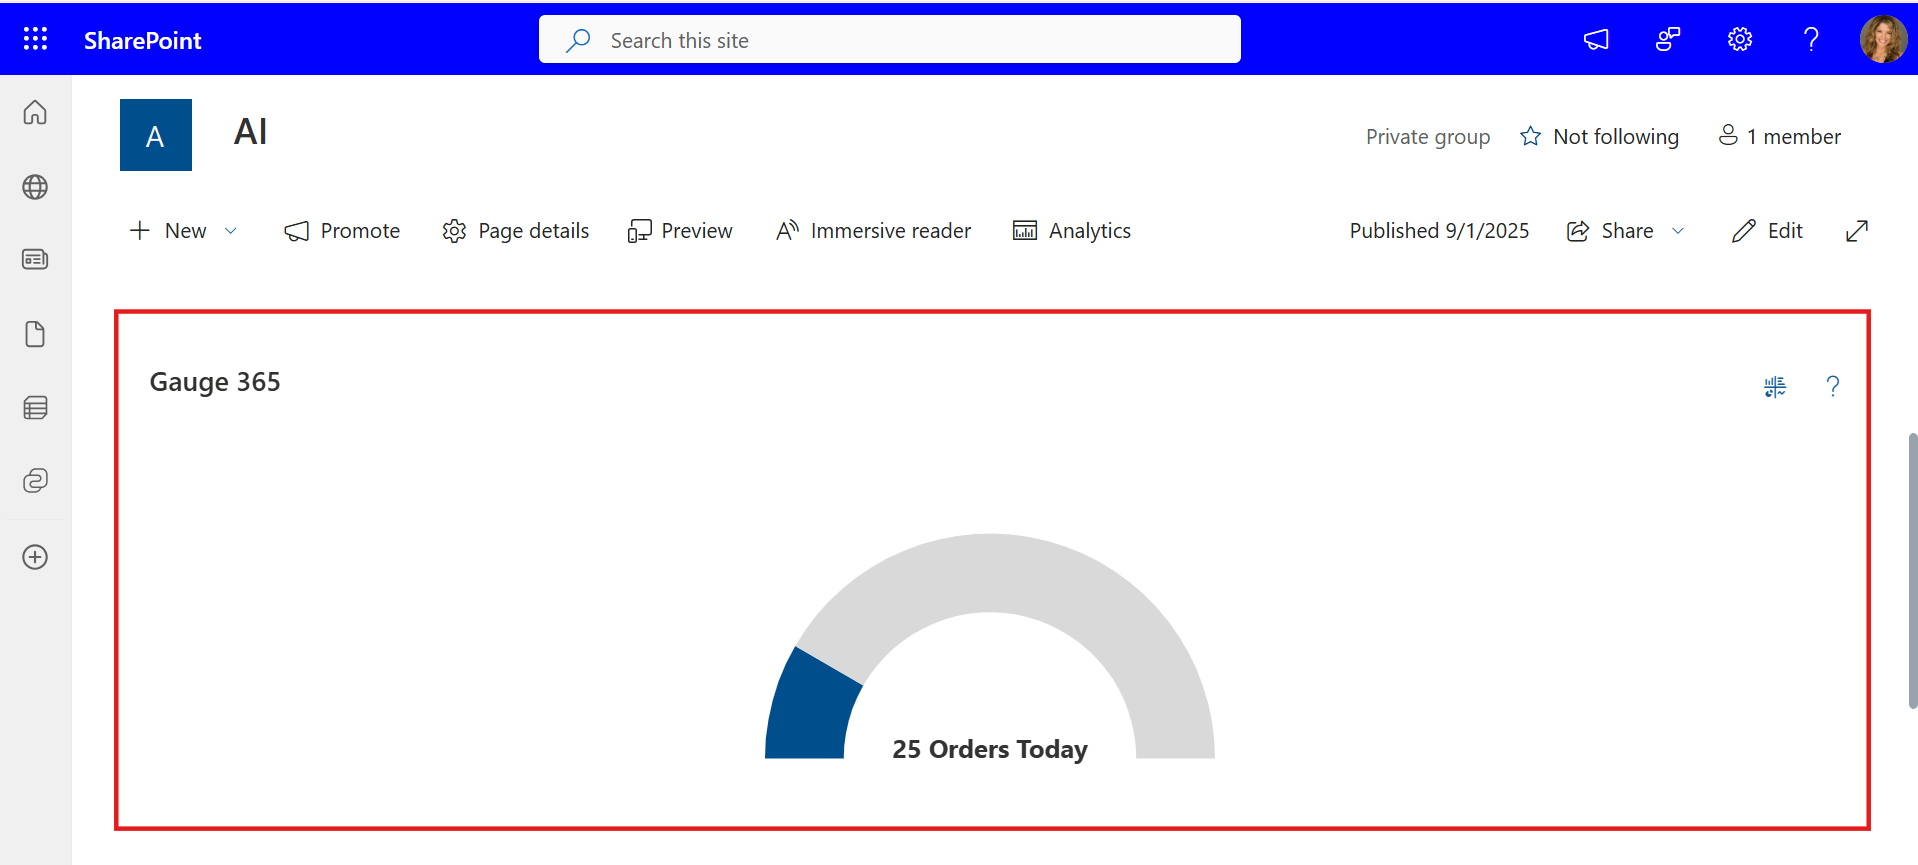 SharePoint
Search this site
?
A
AI
Private group
Not following
1 member
New
Promote
Page details
Preview
Immersive reader
Analytics
Published 9/1/2025
Share
Edit
Gauge 365
?
25 Orders Today